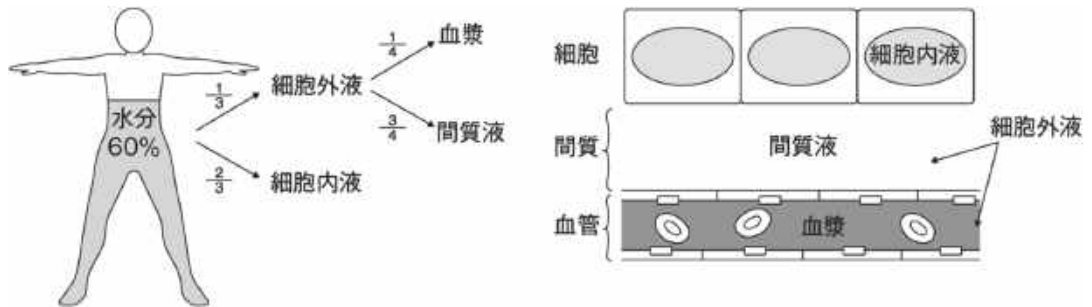 水分
60%
1/3
細胞外液
2/3
細胞内液
1/4
血漿
3/4
間質液
細胞
細胞内液
間質
間質液
細胞外液
血管
血漿